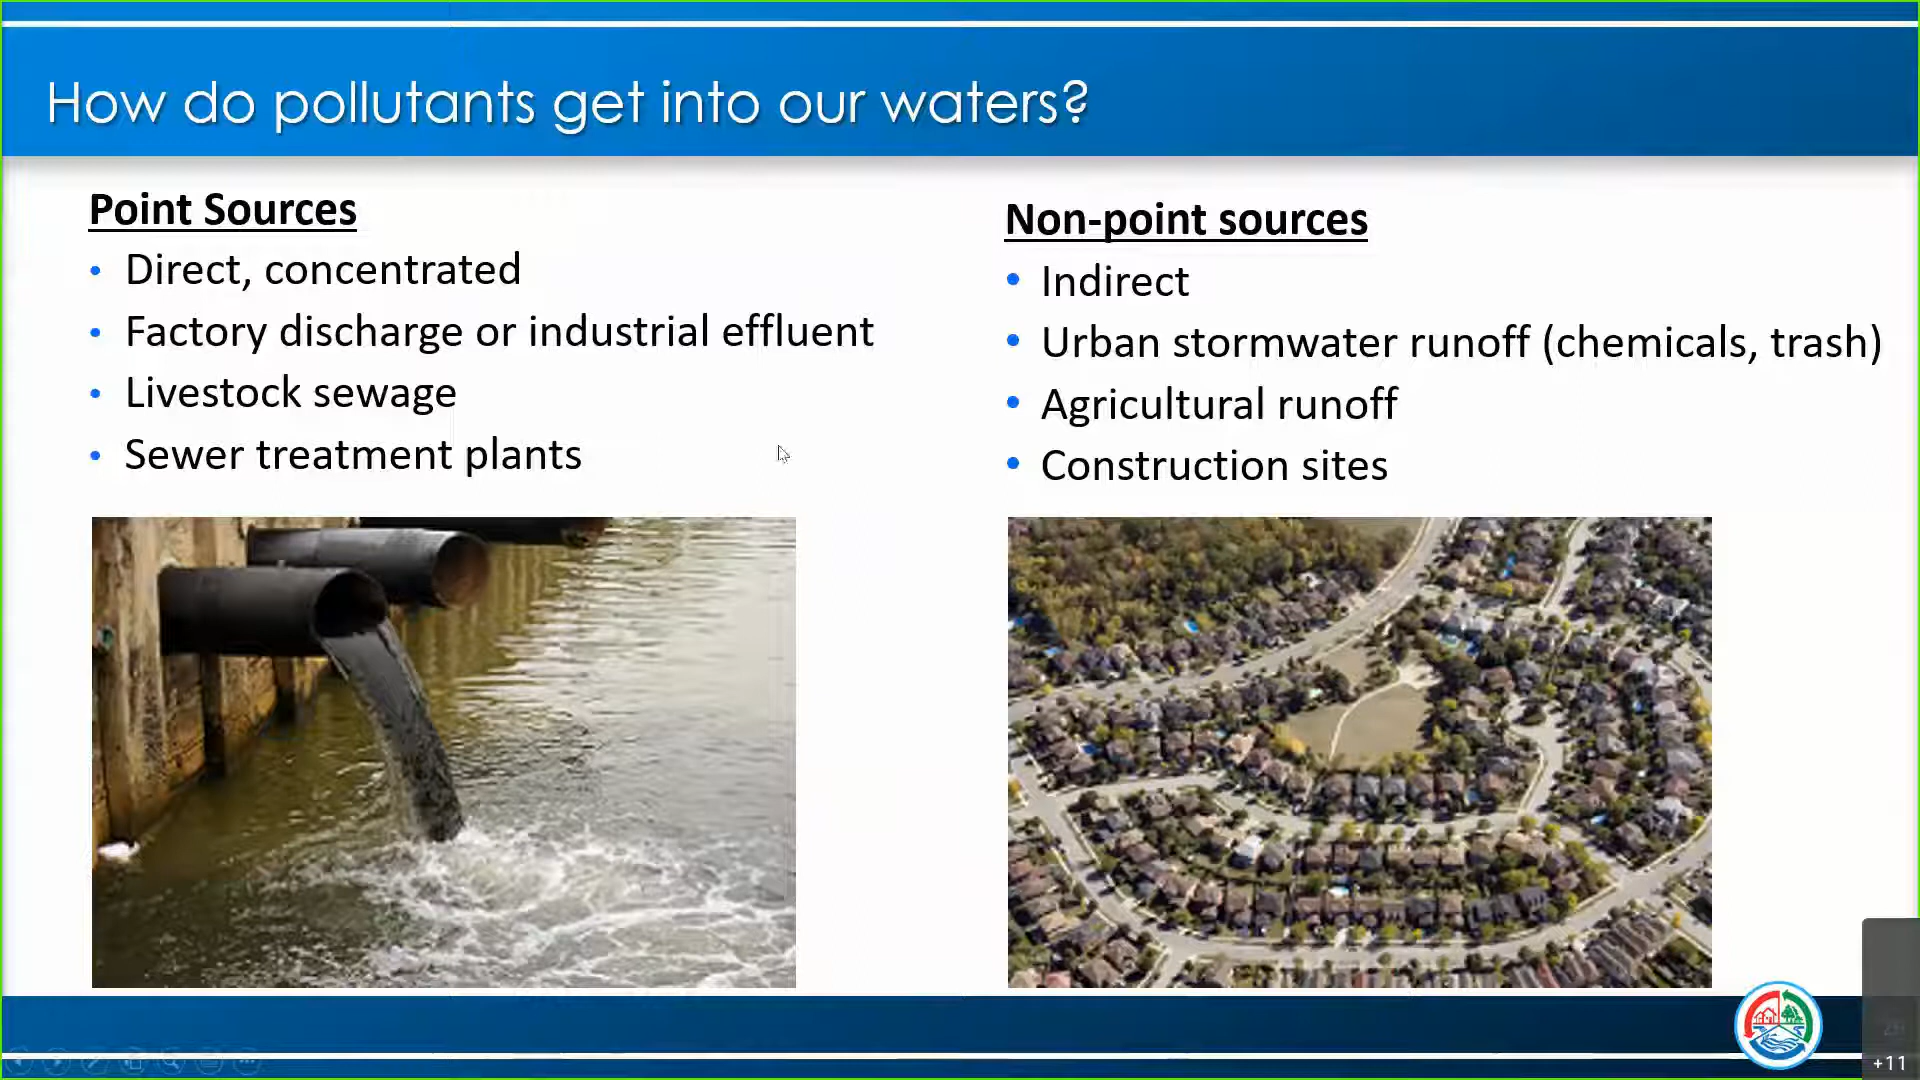 How do pollutants get into our waters?
Point Sources
• Direct, concentrated
• Factory discharge or industrial effluent
• Livestock sewage
• Sewer treatment plants
Non-point sources
• Indirect
• Urban stormwater runoff (chemicals, trash)
• Agricultural runoff
• Construction sites
+11